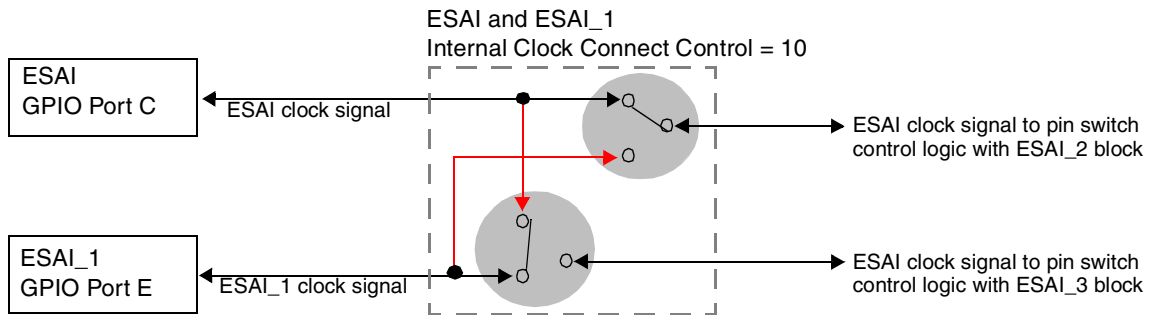 ESAI and ESAI_1
Internal Clock Connect Control = 10
ESAI
GPIO Port C
ESAI clock signal
ESAI clock signal to pin switch
control logic with ESAI_2 block
ESAI_1
GPIO Port E
ESAI_1 clock signal
ESAI clock signal to pin switch
control logic with ESAI_3 block